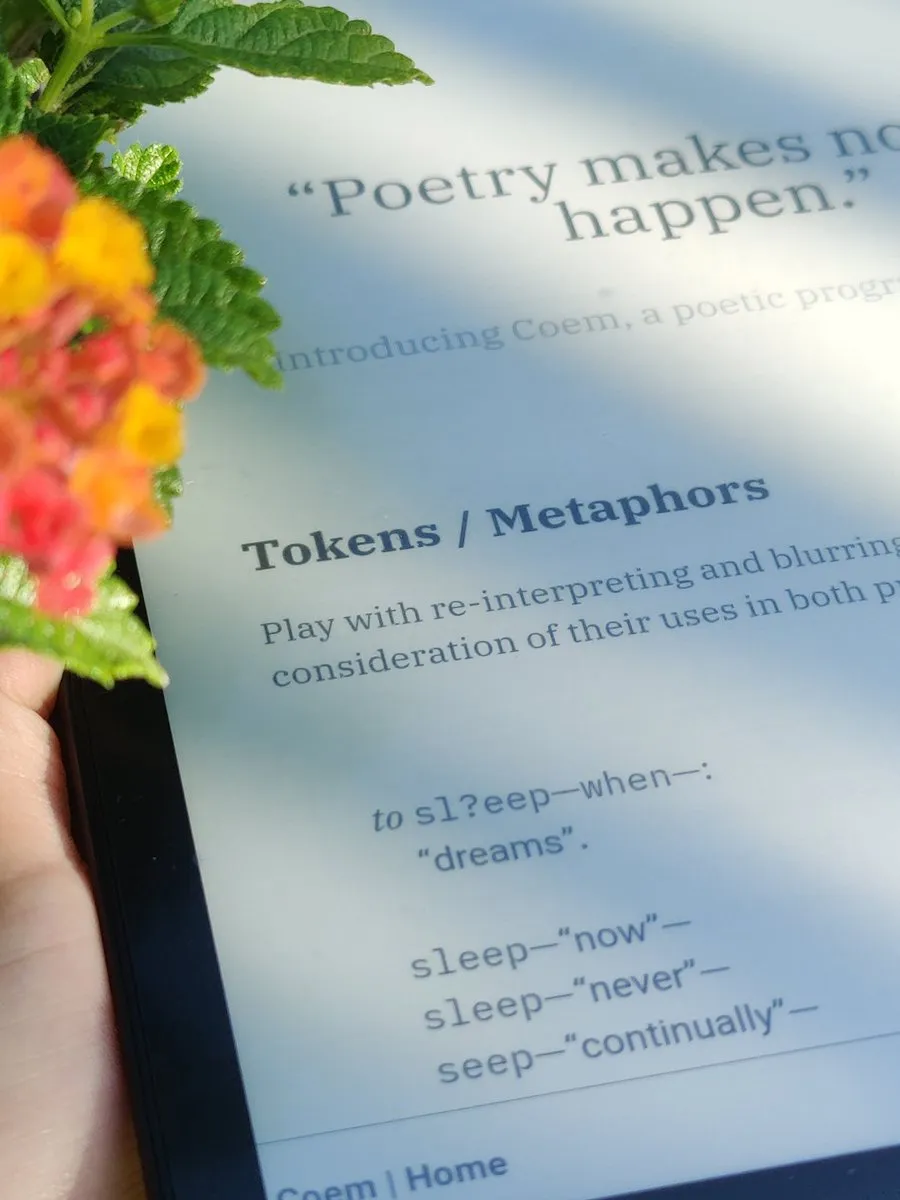 “Poetry makes no
happen.”
introducing Coem, a poetic progr
Tokens / Metaphors
Play with re-interpreting and blurring
consideration of their uses in both p
to sl?eep—when—:
“dreams”.
sleep—“now”—
sleep—“never”—
seep—“continually”—
Coem | Home